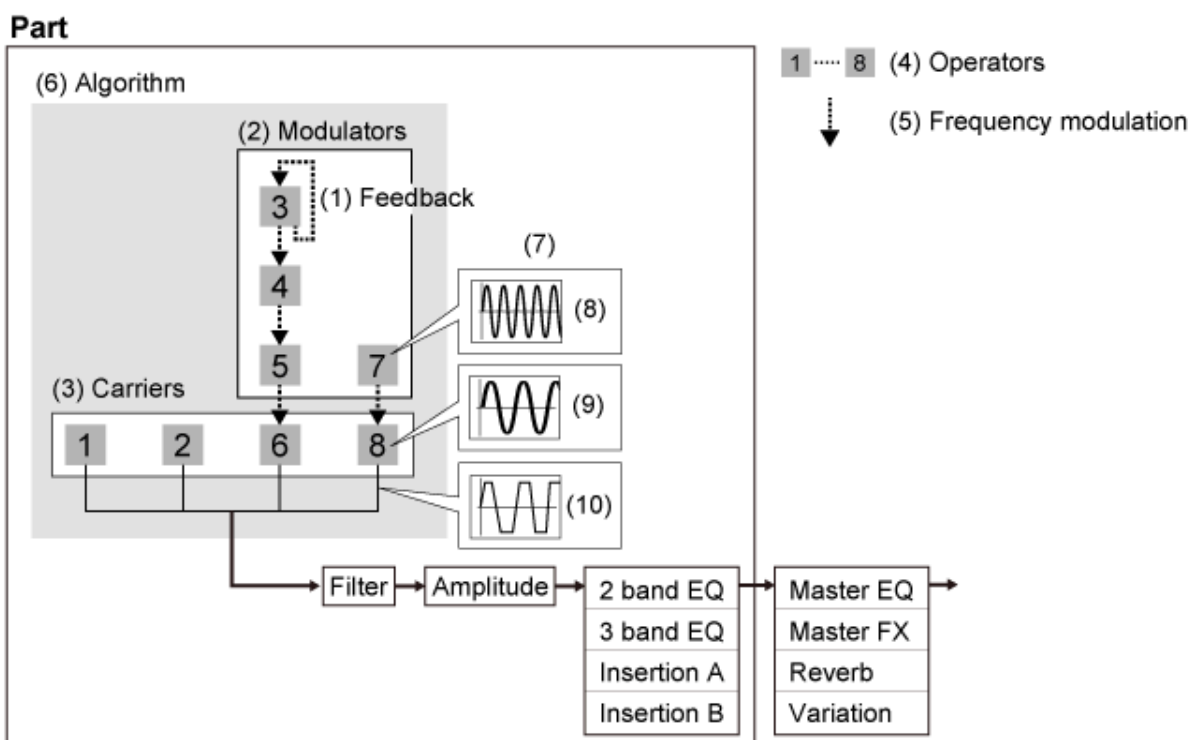 Part
(6) Algorithm
1 8 (4) Operators
(5) Frequency modulation
(2) Modulators
3
(1) Feedback
(7)
4
(8)
5 7
(3) Carriers
(9)
1 2 6 8
(10)
Filter
Amplitude
2 band EQ
3 band EQ
Insertion A
Insertion B
Master EQ
Master FX
Reverb
Variation